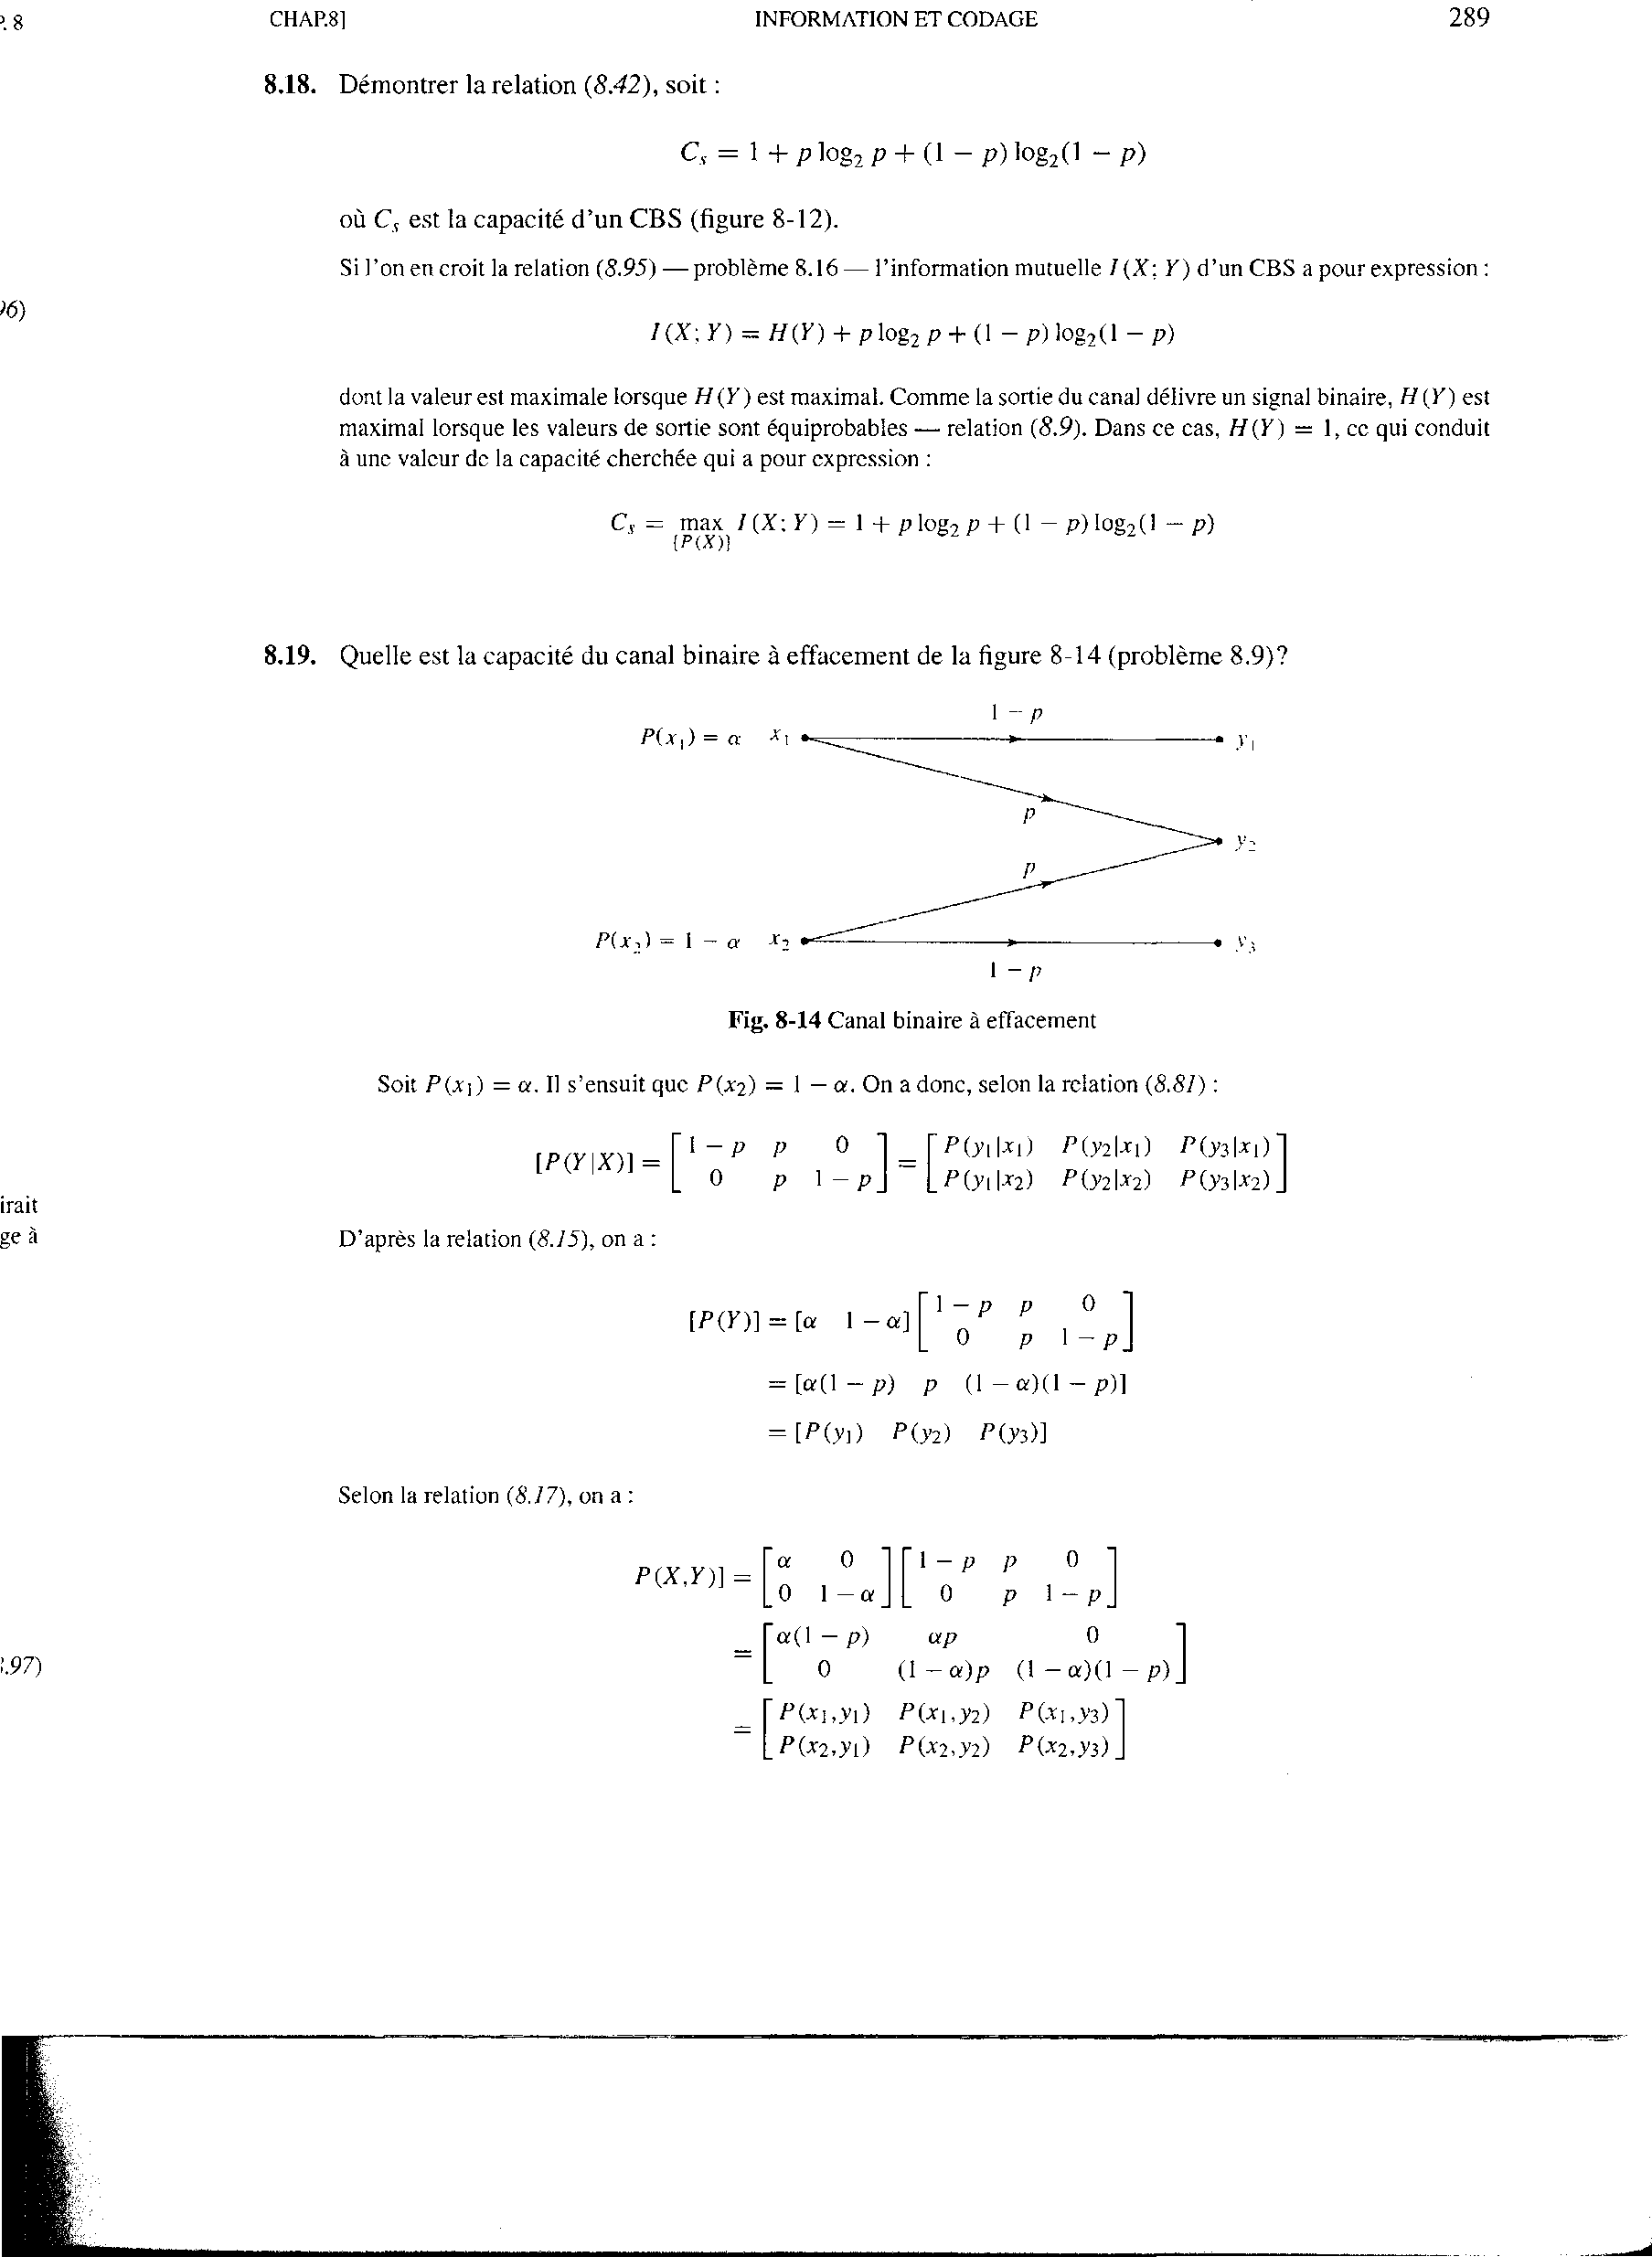 P. 8
CHAP.8]
INFORMATION ET CODAGE
289
8.18. Démontrer la relation (8.42), soit :
C_s = 1 + p log₂ p + (1 − p) log₂(1 − p)
où C_s est la capacité d'un CBS (figure 8-12).
Si l'on en croit la relation (8.95) — problème 8.16 — l'information mutuelle I(X; Y) d'un CBS a pour expression :
96)
I(X; Y) = H(Y) + p log₂ p + (1 − p) log₂(1 − p)
dont la valeur est maximale lorsque H(Y) est maximal. Comme la sortie du canal délivre un signal binaire, H(Y) est
maximal lorsque les valeurs de sortie sont équiprobables — relation (8.9). Dans ce cas, H(Y) = 1, ce qui conduit
à une valeur de la capacité cherchée qui a pour expression :
C_s = max I(X; Y) = 1 + p log₂ p + (1 − p) log₂(1 − p)
{P(X)}
8.19. Quelle est la capacité du canal binaire à effacement de la figure 8-14 (problème 8.9)?
1 − p
P(x₁) = α x₁ y₁
p
y₂
p
P(x₂) = 1 − α x₂ y₃
1 − p
Fig. 8-14 Canal binaire à effacement
Soit P(x₁) = α. Il s'ensuit que P(x₂) = 1 − α. On a donc, selon la relation (8.81) :
[P(Y|X)] = [1 − p p 0; 0 p 1 − p] = [P(y₁|x₁) P(y₂|x₁) P(y₃|x₁); P(y₁|x₂) P(y₂|x₂) P(y₃|x₂)]
irait
ge à
D'après la relation (8.15), on a :
[P(Y)] = [α 1 − α] [1 − p p 0; 0 p 1 − p]
= [α(1 − p) p (1 − α)(1 − p)]
= [P(y₁) P(y₂) P(y₃)]
Selon la relation (8.17), on a :
P(X,Y)] = [α 0; 0 1 − α] [1 − p p 0; 0 p 1 − p]
= [α(1 − p) αp 0; 0 (1 − α)p (1 − α)(1 − p)]
.97)
= [P(x₁,y₁) P(x₁,y₂) P(x₁,y₃); P(x₂,y₁) P(x₂,y₂) P(x₂,y₃)]